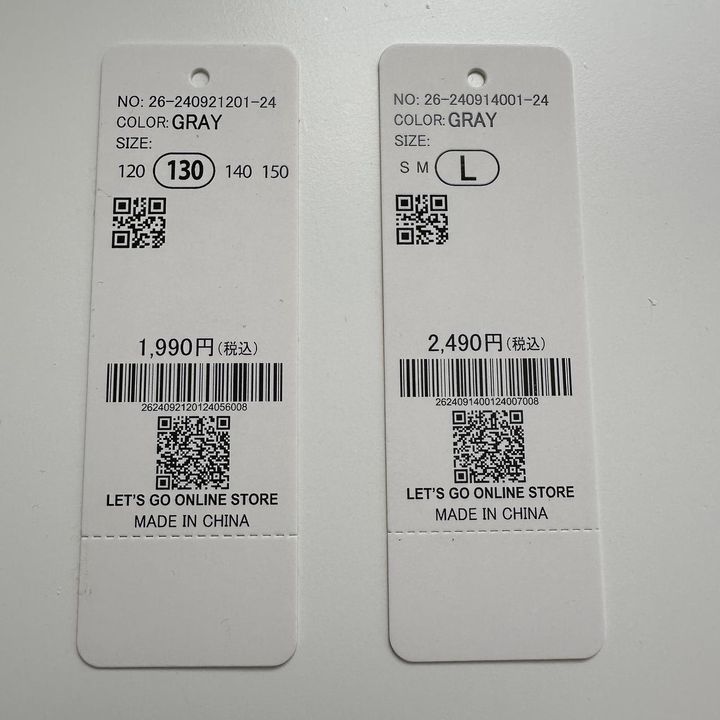 NO: 26-240921201-24
COLOR: GRAY
SIZE:
120 130 140 150
1,990円(税込)
2624092120124056008
LET'S GO ONLINE STORE
MADE IN CHINA
NO: 26-240914001-24
COLOR: GRAY
SIZE:
S M L
2,490円(税込)
2624091400124007008
LET'S GO ONLINE STORE
MADE IN CHINA